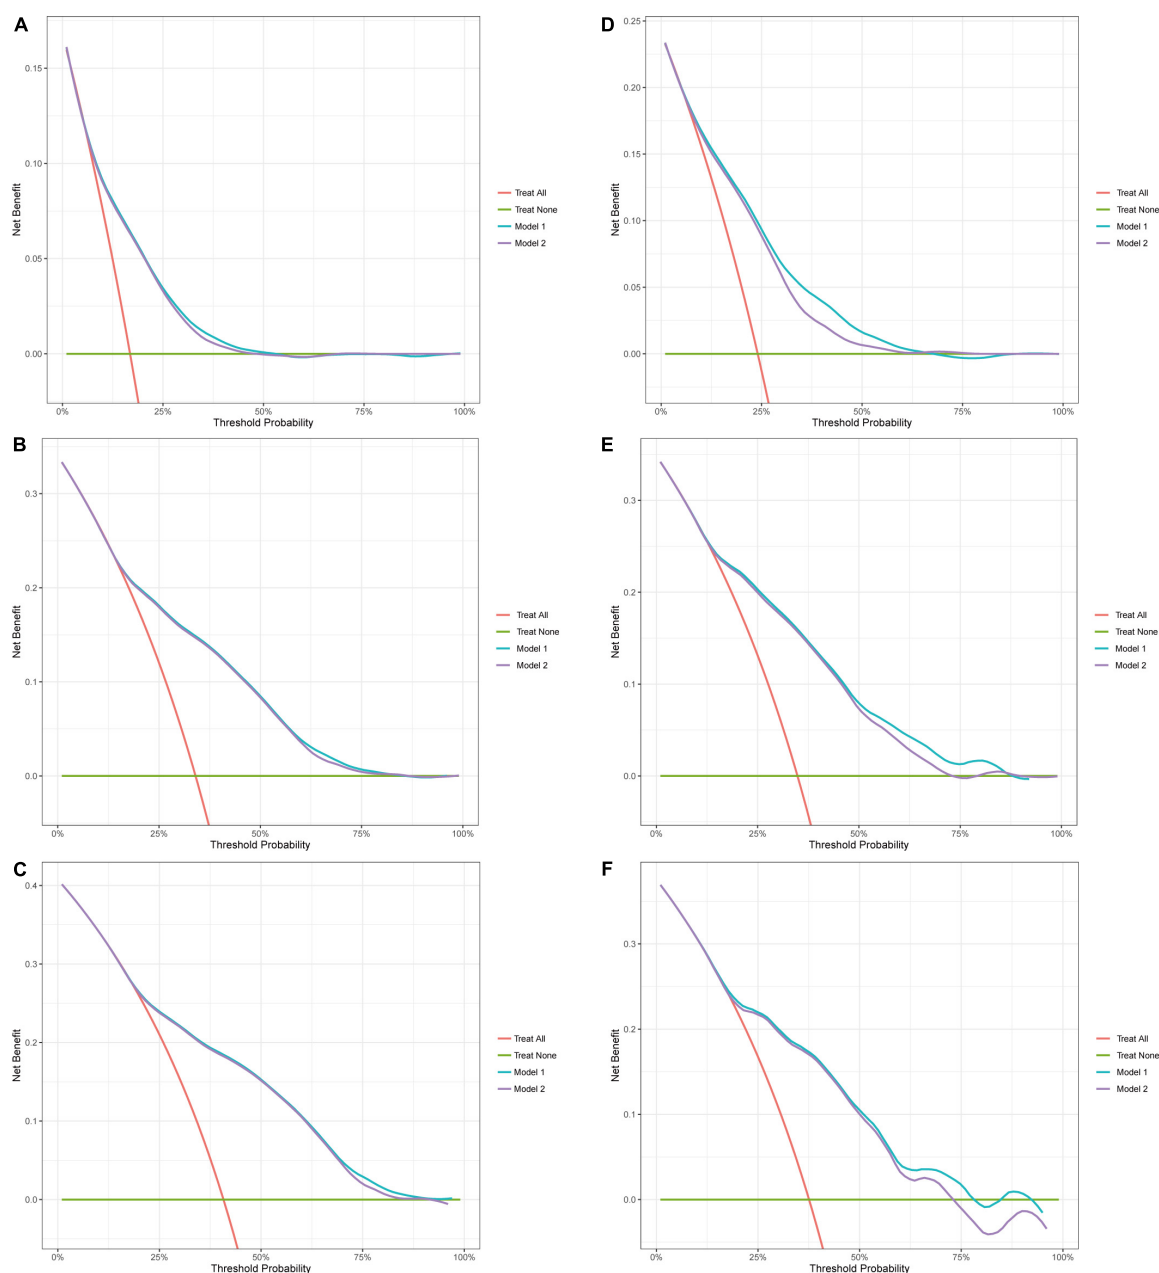 A
Net Benefit
0.15
0.10
0.05
0.00
0%
25%
50%
75%
100%
Threshold Probability
Treat All
Treat None
Model 1
Model 2
D
Net Benefit
0.25
0.20
0.15
0.10
0.05
0.00
0%
25%
50%
75%
100%
Threshold Probability
Treat All
Treat None
Model 1
Model 2
B
Net Benefit
0.3
0.2
0.1
0.0
0%
25%
50%
75%
100%
Threshold Probability
Treat All
Treat None
Model 1
Model 2
E
Net Benefit
0.3
0.2
0.1
0.0
0%
25%
50%
75%
100%
Threshold Probability
Treat All
Treat None
Model 1
Model 2
C
Net Benefit
0.4
0.3
0.2
0.1
0.0
0%
25%
50%
75%
100%
Threshold Probability
Treat All
Treat None
Model 1
Model 2
F
Net Benefit
0.3
0.2
0.1
0.0
0%
25%
50%
75%
100%
Threshold Probability
Treat All
Treat None
Model 1
Model 2